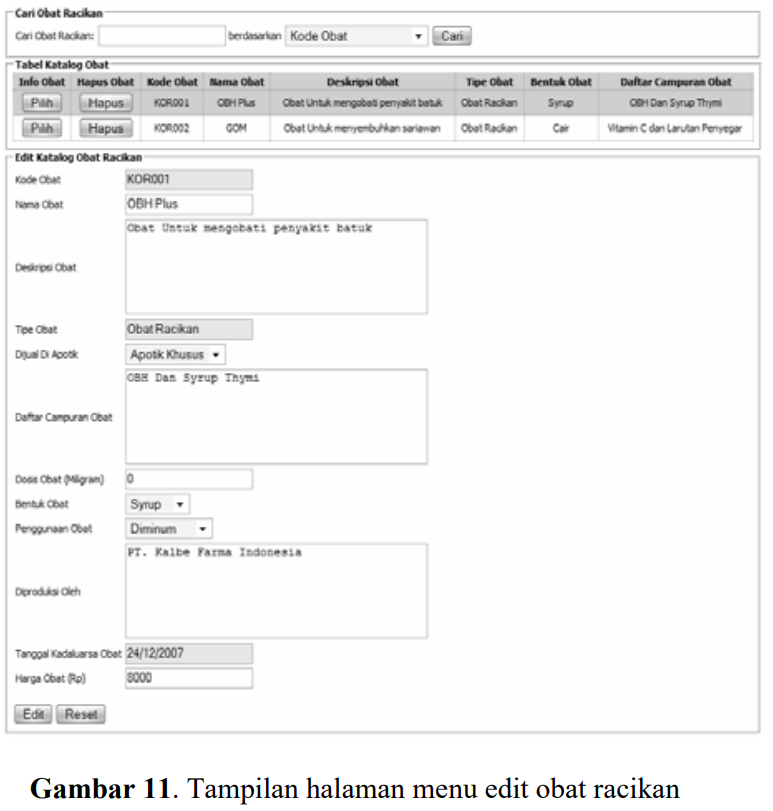 Cari Obat Racikan
Cari Obat Racikan: berdasarkan Kode Obat Cari
Tabel Katalog Obat
Info Obat Hapus Obat Kode Obat Nama Obat Deskripsi Obat Tipe Obat Bentuk Obat Daftar Campuran Obat
Pilih Hapus KOR001 OBH Plus Obat Untuk mengobati penyakit batuk Obat Racikan Syrup OBH Dan Syrup Thymi
Pilih Hapus KOR002 GOM Obat Untuk menyembuhkan sariawan Obat Racikan Cair Vitamin C dan Larutan Penyegar
Edit Katalog Obat Racikan
Kode Obat KOR001
Nama Obat OBH Plus
Deskripsi Obat Obat Untuk mengobati penyakit batuk
Tipe Obat Obat Racikan
Dijual Di Apotik Apotik Khusus
Daftar Campuran Obat OBH Dan Syrup Thymi
Dosis Obat (Miligram) 0
Bentuk Obat Syrup
Penggunaan Obat Diminum
Diproduksi Oleh PT. Kalbe Farma Indonesia
Tanggal Kadaluarsa Obat 24/12/2007
Harga Obat (Rp) 8000
Edit Reset
Gambar 11. Tampilan halaman menu edit obat racikan